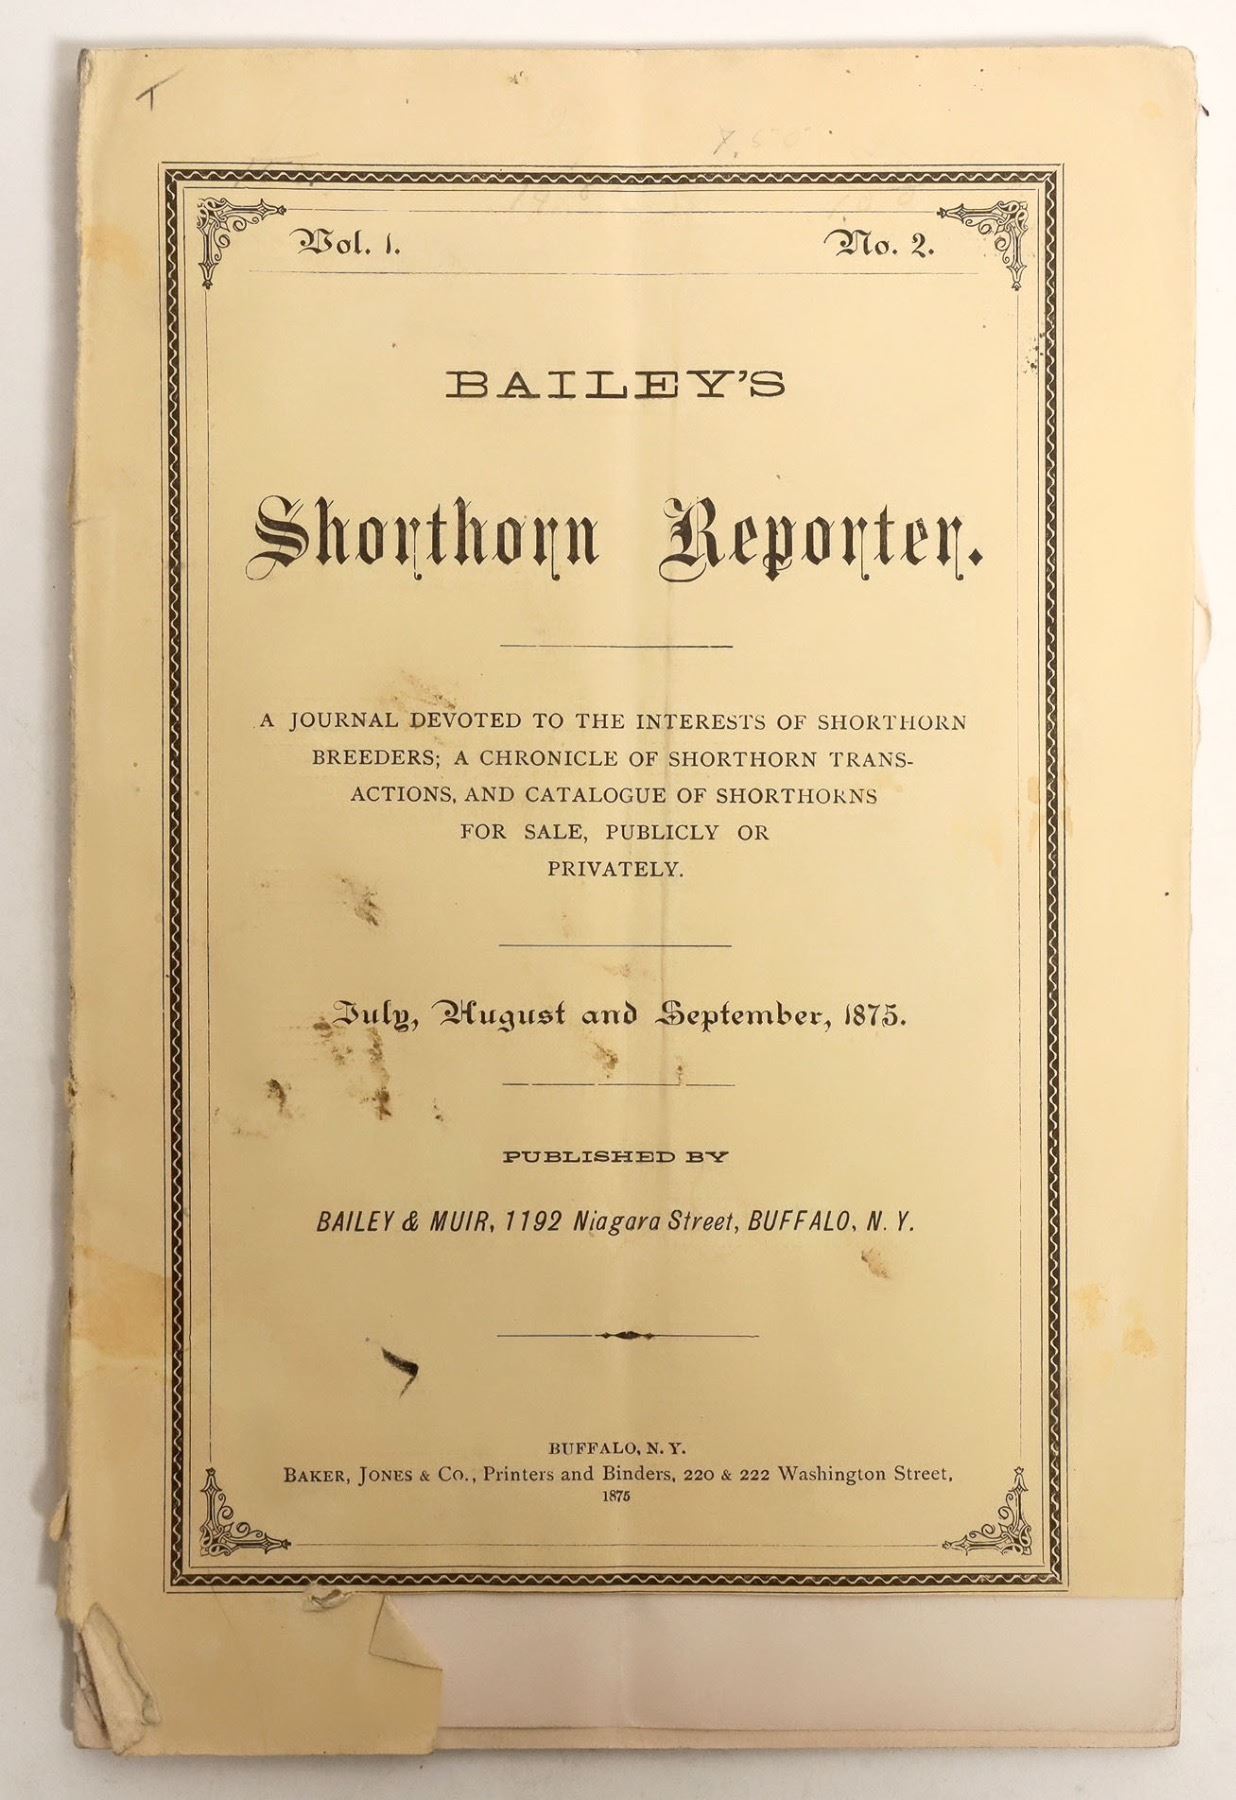 T
Vol. 1. No. 2.
BAILEY'S
Shorthorn Reporter.
A JOURNAL DEVOTED TO THE INTERESTS OF SHORTHORN
BREEDERS; A CHRONICLE OF SHORTHORN TRANS-
ACTIONS, AND CATALOGUE OF SHORTHORNS
FOR SALE, PUBLICLY OR
PRIVATELY.
July, August and September, 1875.
PUBLISHED BY
BAILEY & MUIR, 1192 Niagara Street, BUFFALO, N. Y.
BUFFALO, N. Y.
BAKER, JONES & CO., Printers and Binders, 220 & 222 Washington Street,
1875